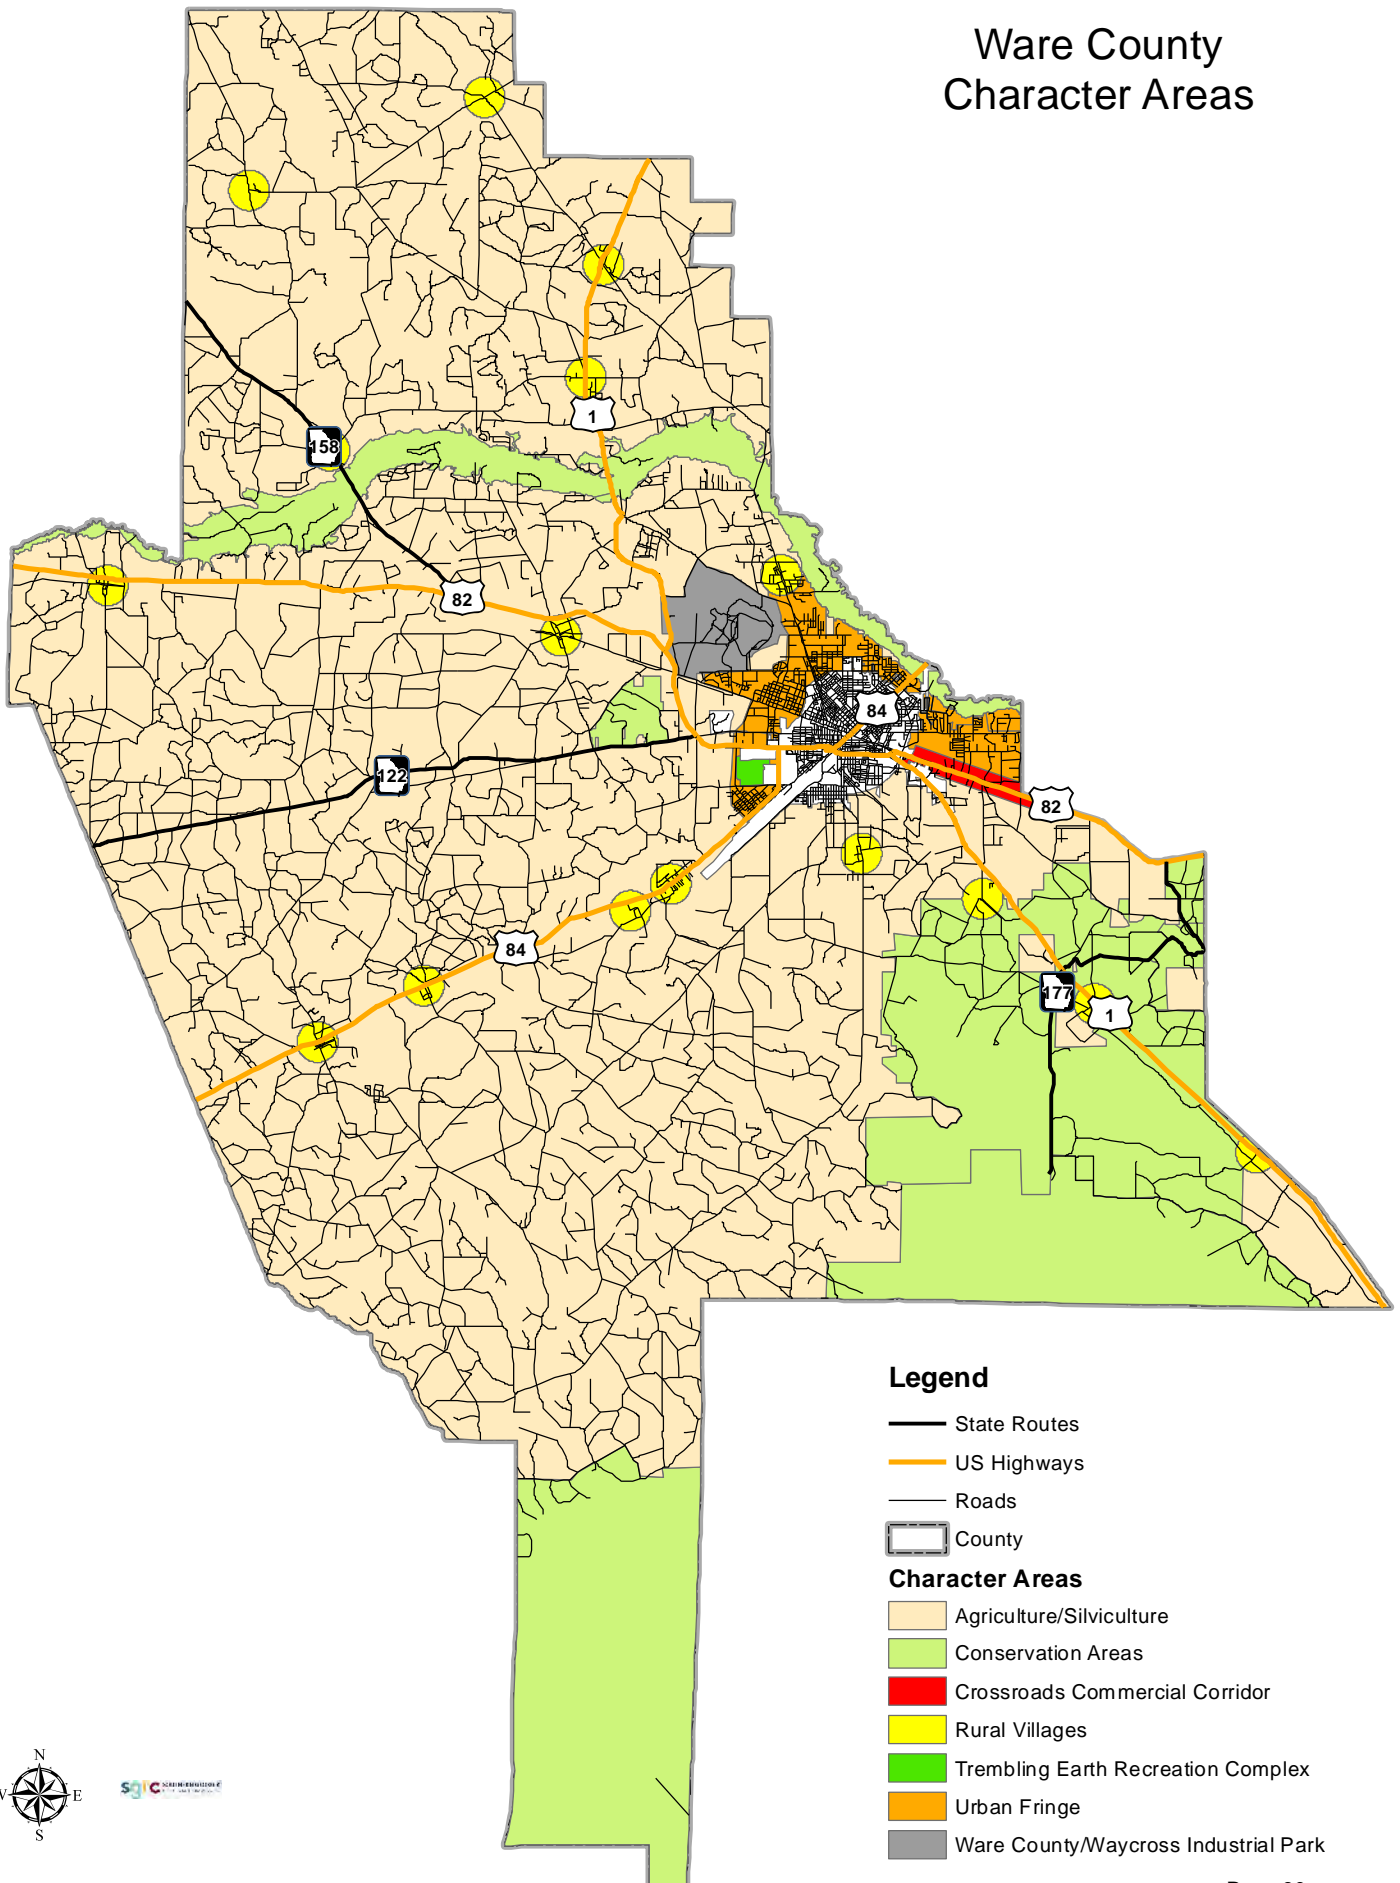 Ware County
Character Areas
1
158
82
84
122
82
84
177
1
Legend
State Routes
US Highways
Roads
County
Character Areas
Agriculture/Silviculture
Conservation Areas
Crossroads Commercial Corridor
Rural Villages
Trembling Earth Recreation Complex
Urban Fringe
Ware County/Waycross Industrial Park
N
E
S
sgrc